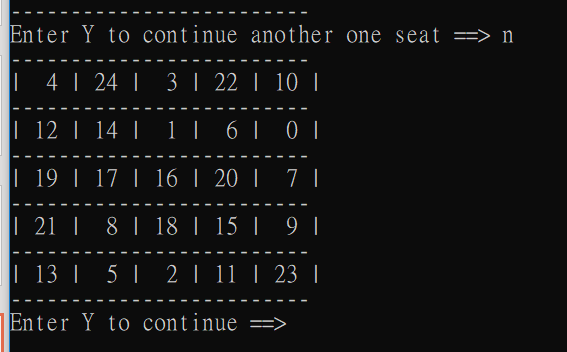 -------------------------
Enter Y to continue another one seat ==> n
-------------------------
|  4 | 24 |  3 | 22 | 10 |
-------------------------
| 12 | 14 |  1 |  6 |  0 |
-------------------------
| 19 | 17 | 16 | 20 |  7 |
-------------------------
| 21 |  8 | 18 | 15 |  9 |
-------------------------
| 13 |  5 |  2 | 11 | 23 |
-------------------------
Enter Y to continue ==>